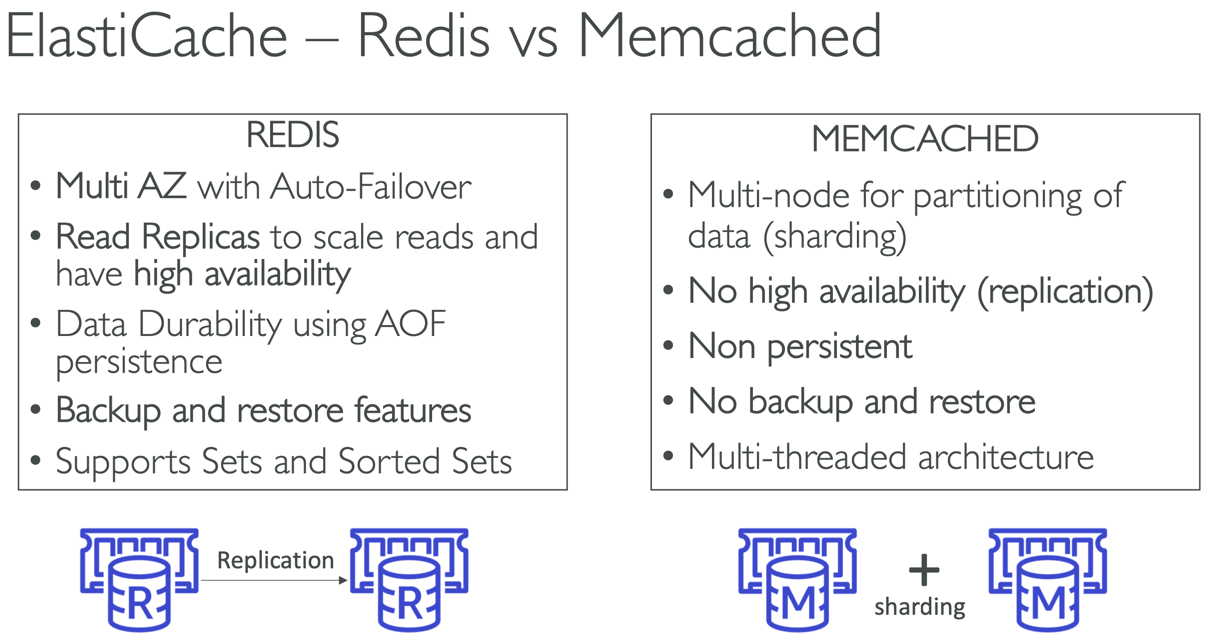 ElastiCache – Redis vs Memcached
REDIS
• Multi AZ with Auto-Failover
• Read Replicas to scale reads and
have high availability
• Data Durability using AOF
persistence
• Backup and restore features
• Supports Sets and Sorted Sets
MEMCACHED
• Multi-node for partitioning of
data (sharding)
• No high availability (replication)
• Non persistent
• No backup and restore
• Multi-threaded architecture
R
Replication
R
M
+
sharding
M